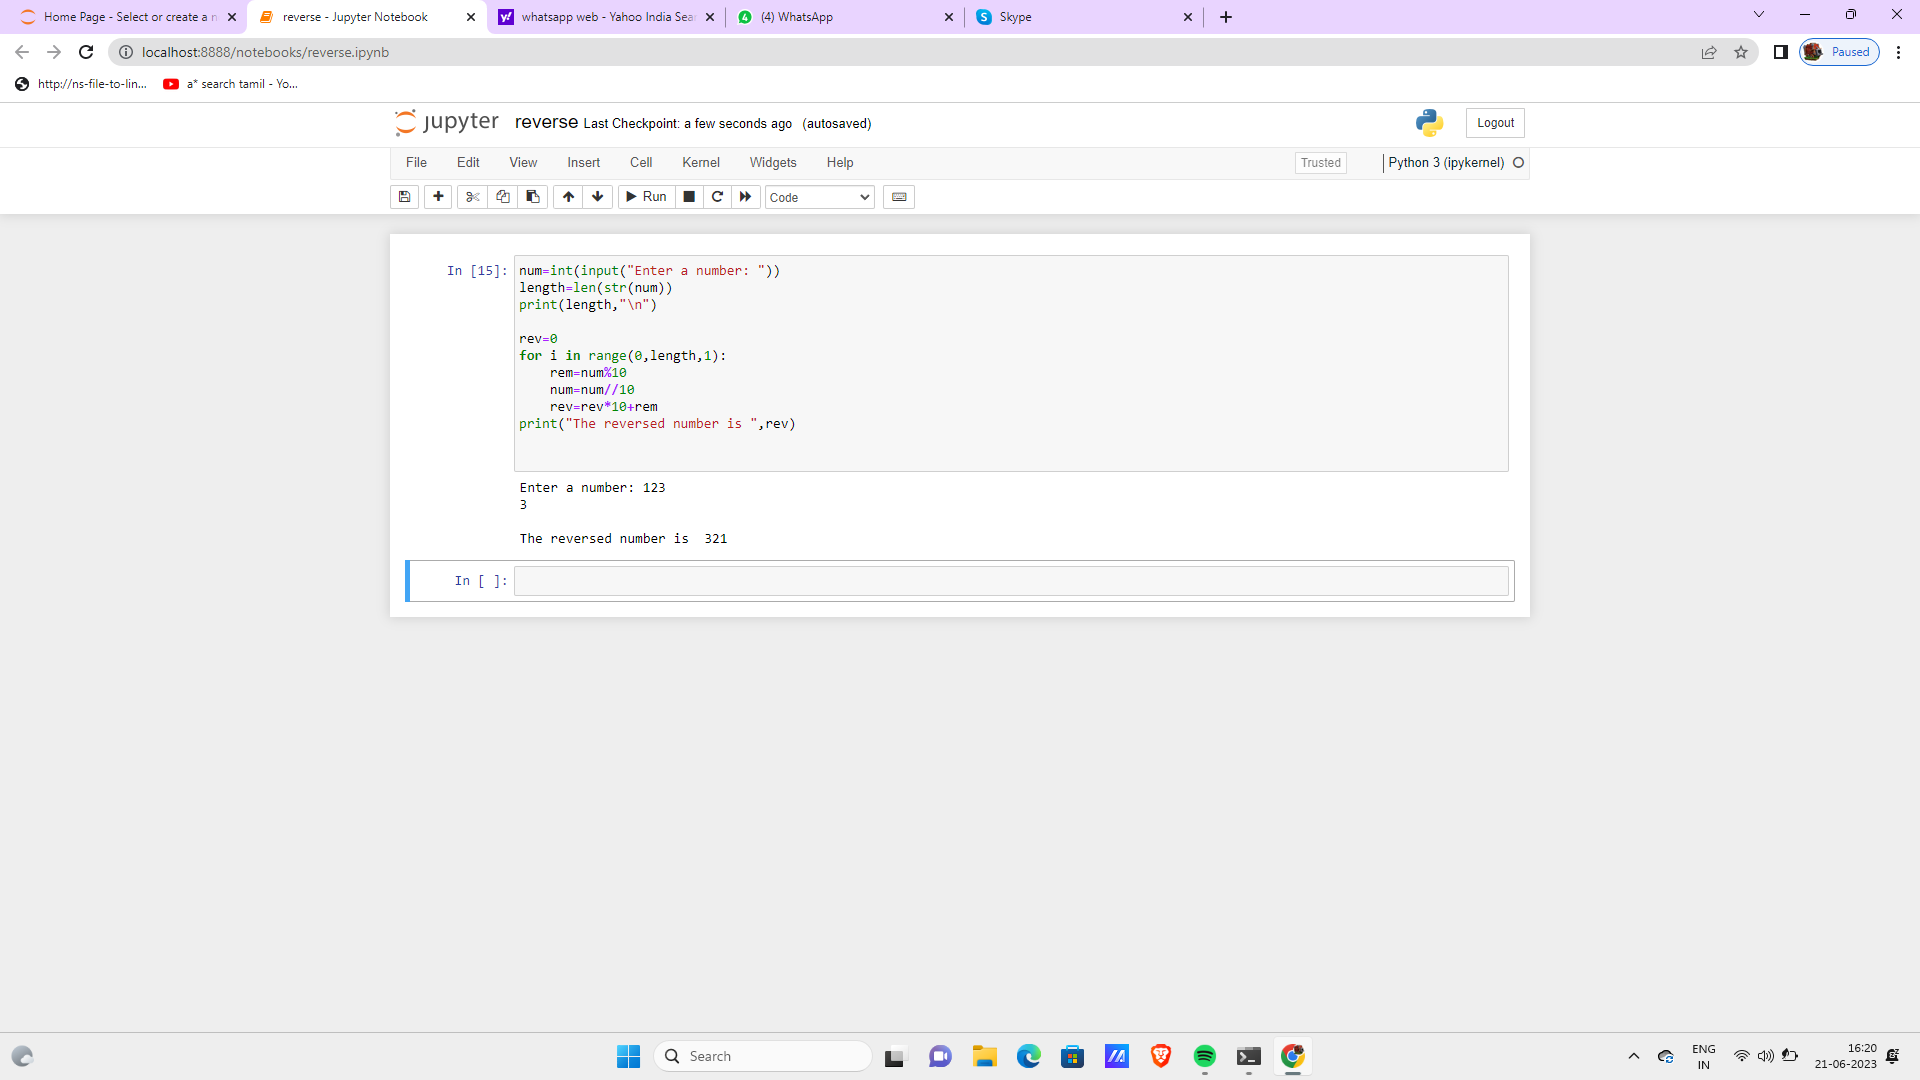 Home Page - Select or create a n
reverse - Jupyter Notebook
whatsapp web - Yahoo India Sear
(4) WhatsApp
Skype
localhost:8888/notebooks/reverse.ipynb
Paused
http://ns-file-to-lin...
a* search tamil - Yo...
jupyter reverse Last Checkpoint: a few seconds ago (autosaved)
Logout
File Edit View Insert Cell Kernel Widgets Help
Trusted
Python 3 (ipykernel)
Run
Code
In [15]: num=int(input("Enter a number: "))
length=len(str(num))
print(length,"\n")
rev=0
for i in range(0,length,1):
    rem=num%10
    num=num//10
    rev=rev*10+rem
print("The reversed number is ",rev)
Enter a number: 123
3
The reversed number is  321
In [ ]:
Search
ENG
IN
16:20
21-06-2023